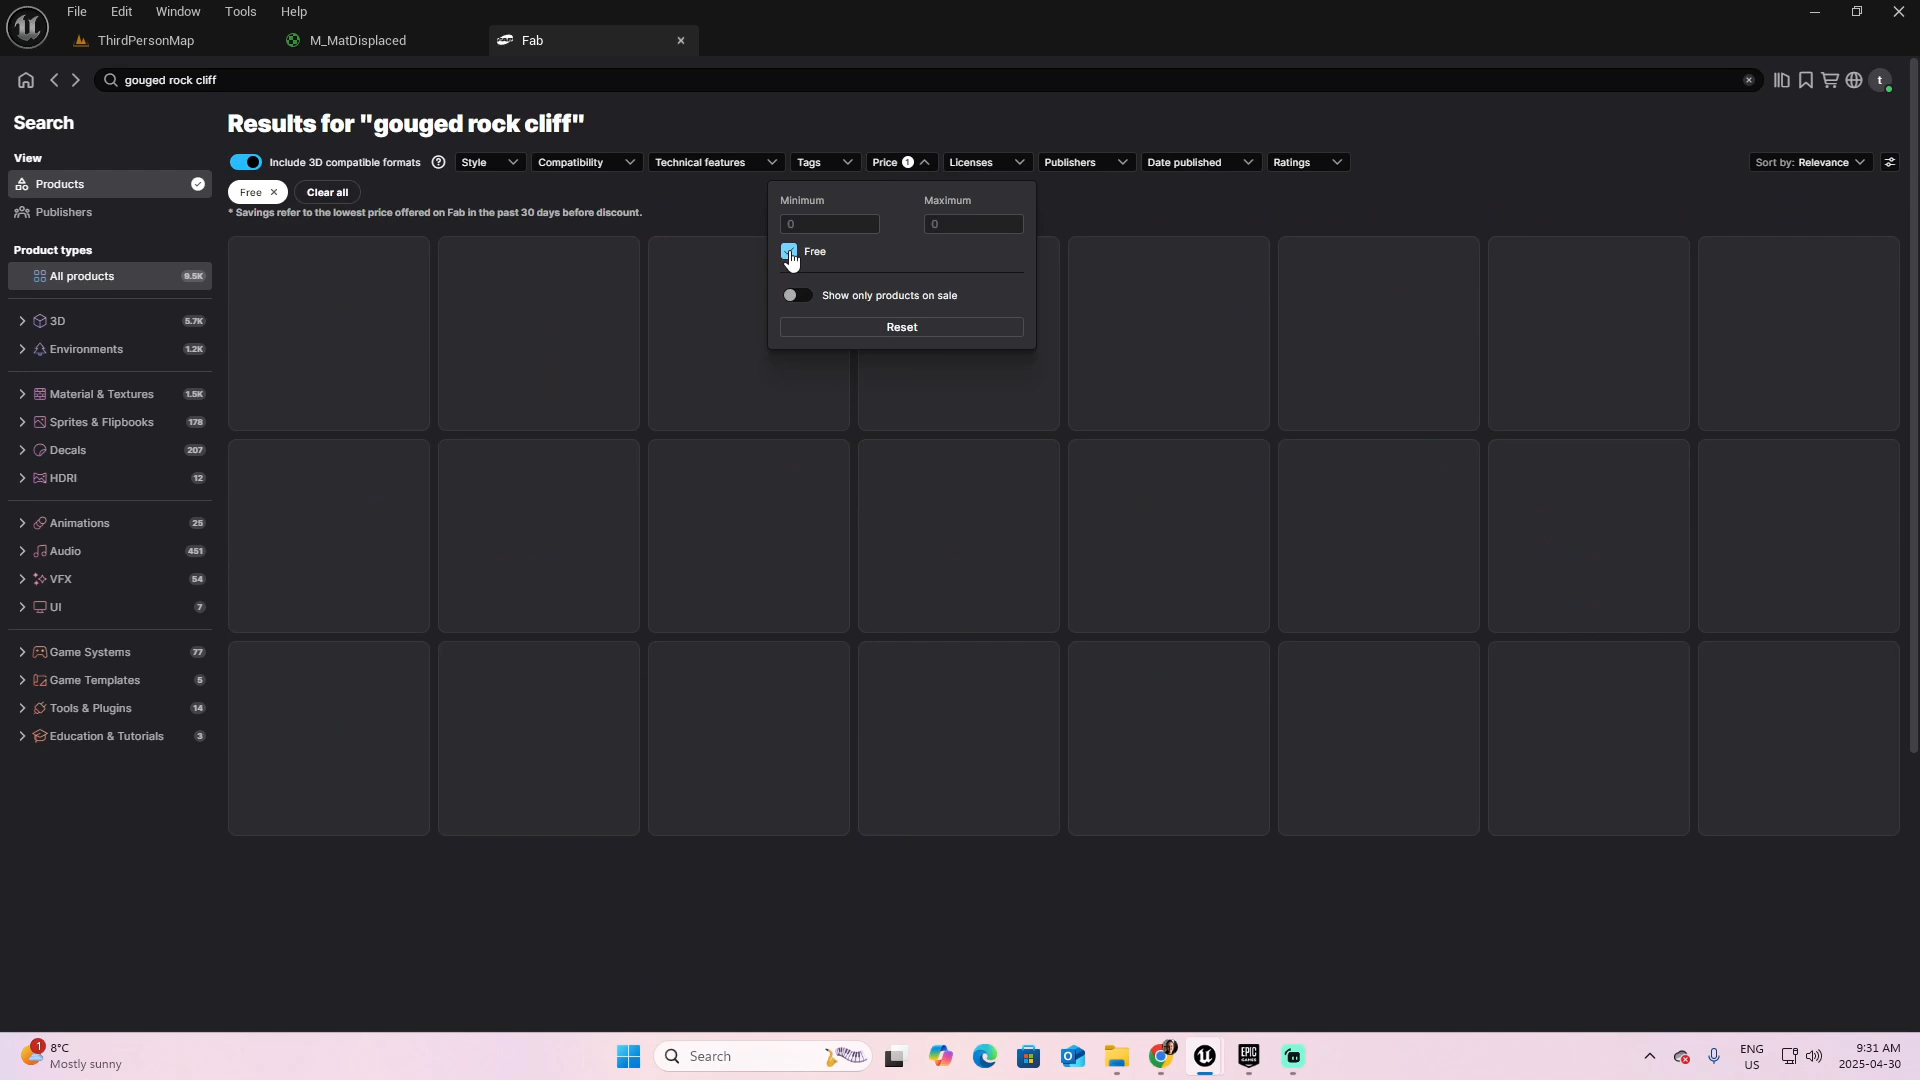 File Edit Window Tools Help
ThirdPersonMap M_MatDisplaced Fab
gouged rock cliff
t
Search
Results for "gouged rock cliff"
View
Include 3D compatible formats Style Compatibility Technical features Tags Price 1 Licenses Publishers Date published Ratings Sort by: Relevance
Products
Free Clear all
Publishers
* Savings refer to the lowest price offered on Fab in the past 30 days before discount.
Minimum Maximum
0 0
Free
Show only products on sale
Reset
Product types
All products 9.5K
3D 5.7K
Environments 1.2K
Material & Textures 1.5K
Sprites & Flipbooks 178
Decals 207
HDRI 12
Animations 25
Audio 451
VFX 54
UI 7
Game Systems 77
Game Templates 5
Tools & Plugins 14
Education & Tutorials 3
1
8°C
Mostly sunny
Search
EPIC GAMES
ENG
US
9:31 AM
2025-04-30